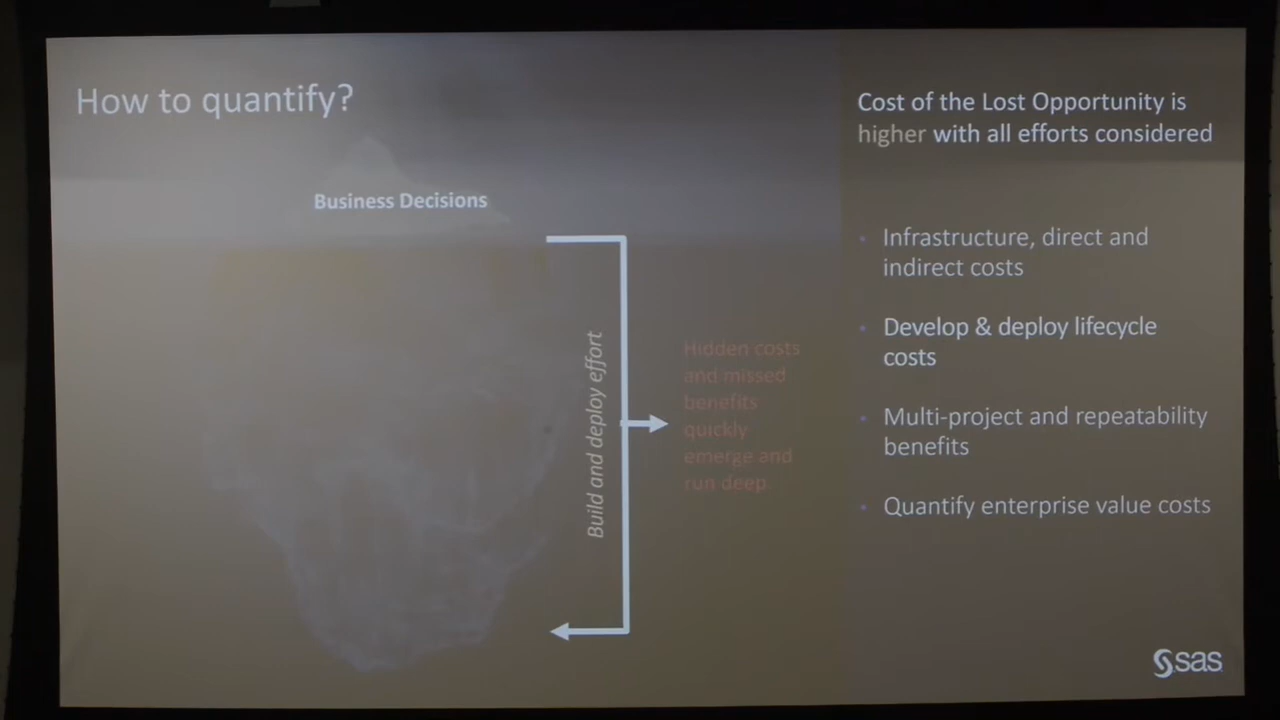 How to quantify?
Business Decisions
Build and deploy effort
Hidden costs
and missed
benefits
quickly
emerge and
run deep
Cost of the Lost Opportunity is
higher with all efforts considered
• Infrastructure, direct and
indirect costs
• Develop & deploy lifecycle
costs
• Multi-project and repeatability
benefits
• Quantify enterprise value costs
sas